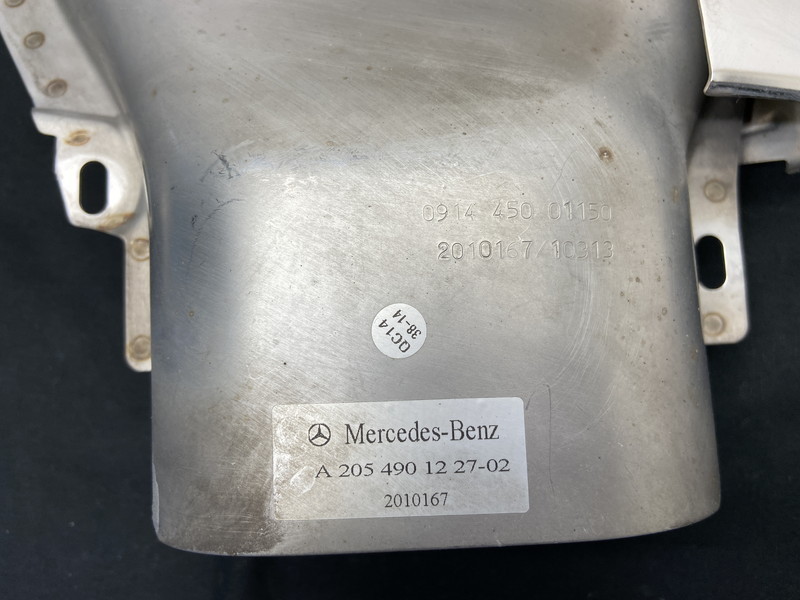 0914 450 01150
2010167/10313
QC14
38-14
Mercedes-Benz
A 205 490 12 27-02
2010167